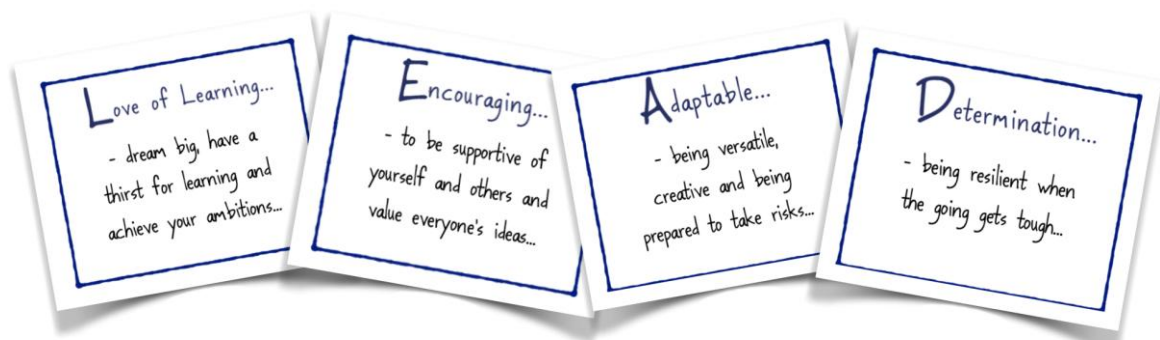 Love of Learning...
- dream big, have a
thirst for learning and
achieve your ambitions...
Encouraging...
- to be supportive of
yourself and others and
value everyone's ideas...
Adaptable...
- being versatile,
creative and being
prepared to take risks...
Determination...
- being resilient when
the going gets tough...